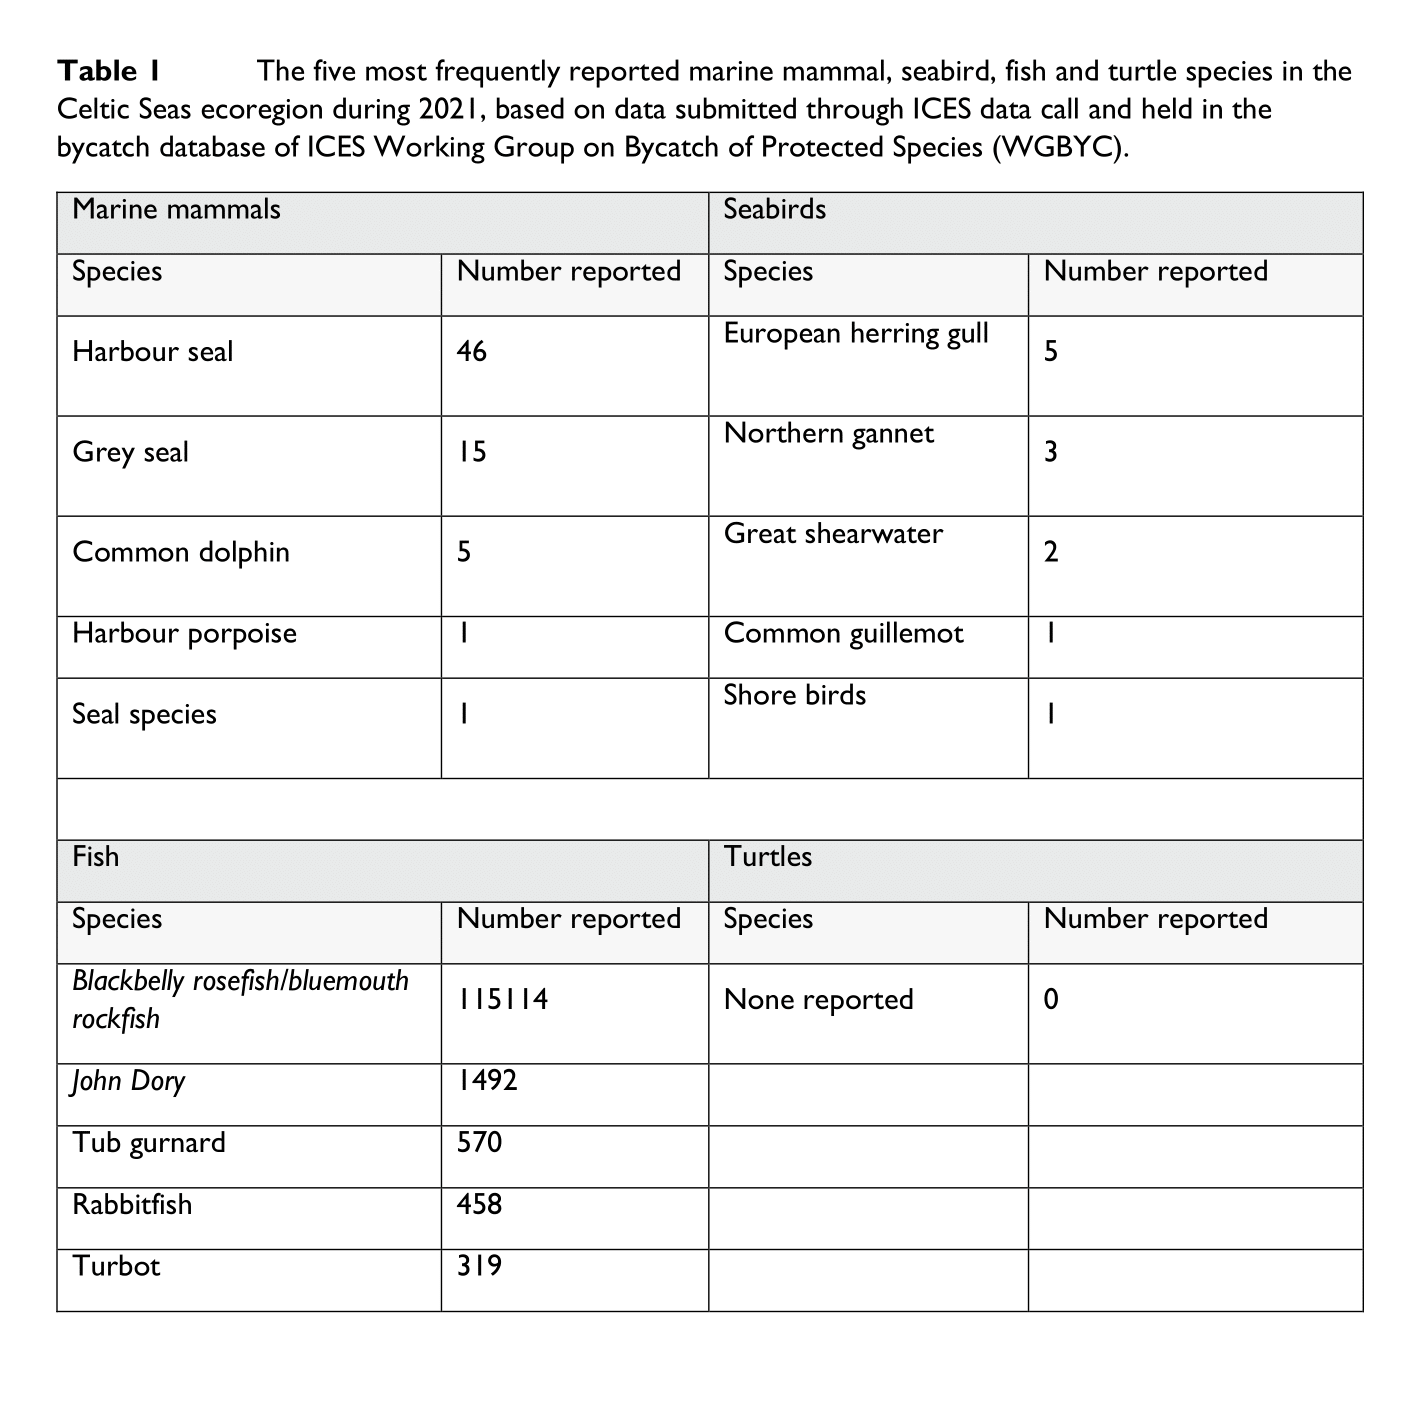 Table 1 The five most frequently reported marine mammal, seabird, fish and turtle species in the
Celtic Seas ecoregion during 2021, based on data submitted through ICES data call and held in the
bycatch database of ICES Working Group on Bycatch of Protected Species (WGBYC).
Marine mammals Seabirds
Species Number reported Species Number reported
Harbour seal 46 European herring gull 5
Grey seal 15 Northern gannet 3
Common dolphin 5 Great shearwater 2
Harbour porpoise 1 Common guillemot 1
Seal species 1 Shore birds 1
Fish Turtles
Species Number reported Species Number reported
Blackbelly rosefish/bluemouth
rockfish 115114 None reported 0
John Dory 1492
Tub gurnard 570
Rabbitfish 458
Turbot 319